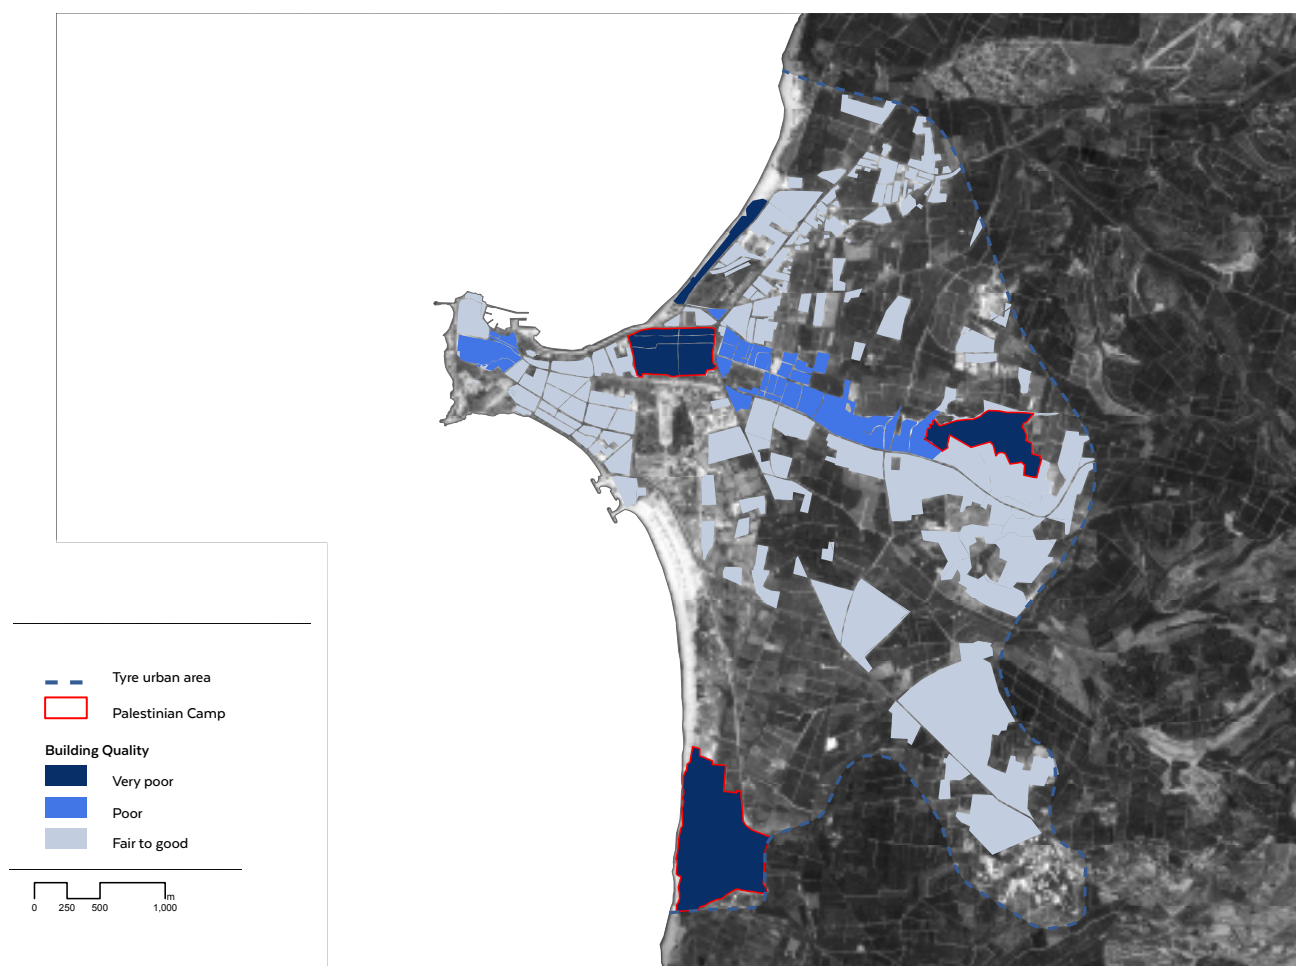 Tyre urban area
Palestinian Camp
Building Quality
Very poor
Poor
Fair to good
m
0 250 500 1,000